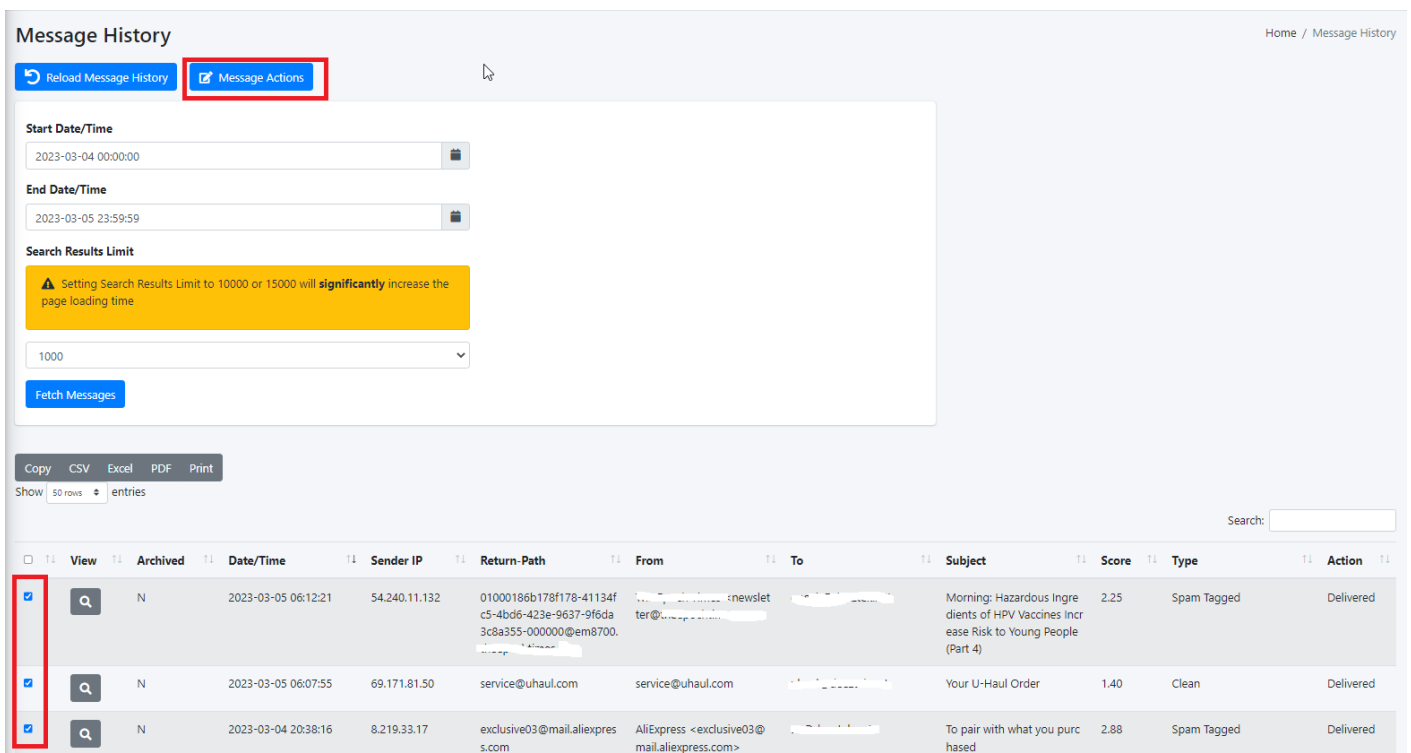 Message History
Home / Message History
Reload Message History
Message Actions
Start Date/Time
2023-03-04 00:00:00
End Date/Time
2023-03-05 23:59:59
Search Results Limit
Setting Search Results Limit to 10000 or 15000 will significantly increase the
page loading time
1000
Fetch Messages
Copy CSV Excel PDF Print
Show 50 rows entries
Search:
View Archived Date/Time Sender IP Return-Path From To Subject Score Type Action
N 2023-03-05 06:12:21 54.240.11.132 01000186b178f178-41134f <newslet Morning: Hazardous Ingre 2.25 Spam Tagged Delivered
c5-4bd6-423e-9637-9f6da ter@ dients of HPV Vaccines Incr
3c8a355-000000@em8700. ease Risk to Young People
(Part 4)
N 2023-03-05 06:07:55 69.171.81.50 service@uhaul.com service@uhaul.com Your U-Haul Order 1.40 Clean Delivered
N 2023-03-04 20:38:16 8.219.33.17 exclusive03@mail.aliexpres AliExpress <exclusive03@ To pair with what you purc 2.88 Spam Tagged Delivered
s.com mail.aliexpress.com> hased